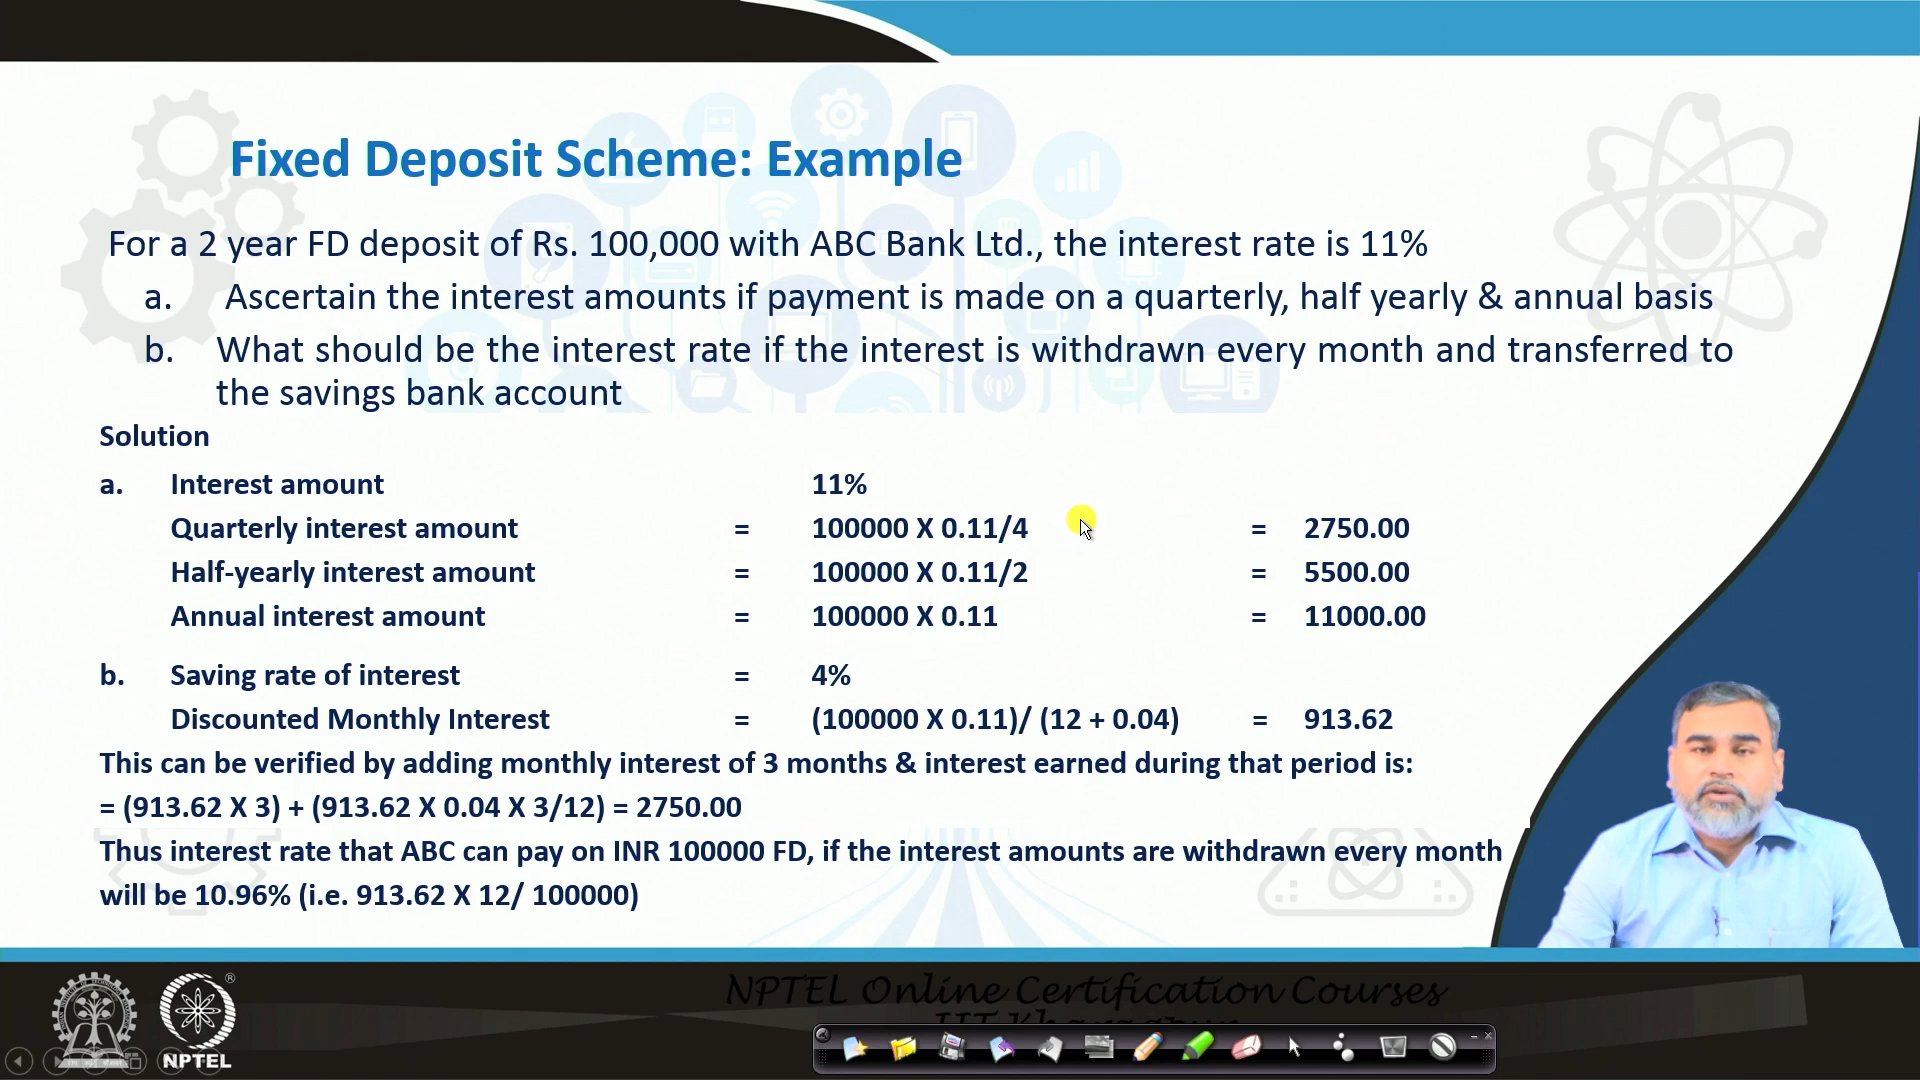 Fixed Deposit Scheme: Example
For a 2 year FD deposit of Rs. 100,000 with ABC Bank Ltd., the interest rate is 11%
a. Ascertain the interest amounts if payment is made on a quarterly, half yearly & annual basis
b. What should be the interest rate if the interest is withdrawn every month and transferred to
the savings bank account
Solution
a. Interest amount 11%
Quarterly interest amount = 100000 X 0.11/4 = 2750.00
Half-yearly interest amount = 100000 X 0.11/2 = 5500.00
Annual interest amount = 100000 X 0.11 = 11000.00
b. Saving rate of interest = 4%
Discounted Monthly Interest = (100000 X 0.11)/ (12 + 0.04) = 913.62
This can be verified by adding monthly interest of 3 months & interest earned during that period is:
= (913.62 X 3) + (913.62 X 0.04 X 3/12) = 2750.00
Thus interest rate that ABC can pay on INR 100000 FD, if the interest amounts are withdrawn every month
will be 10.96% (i.e. 913.62 X 12/ 100000)
NPTEL Online Certification Courses
®
NPTEL